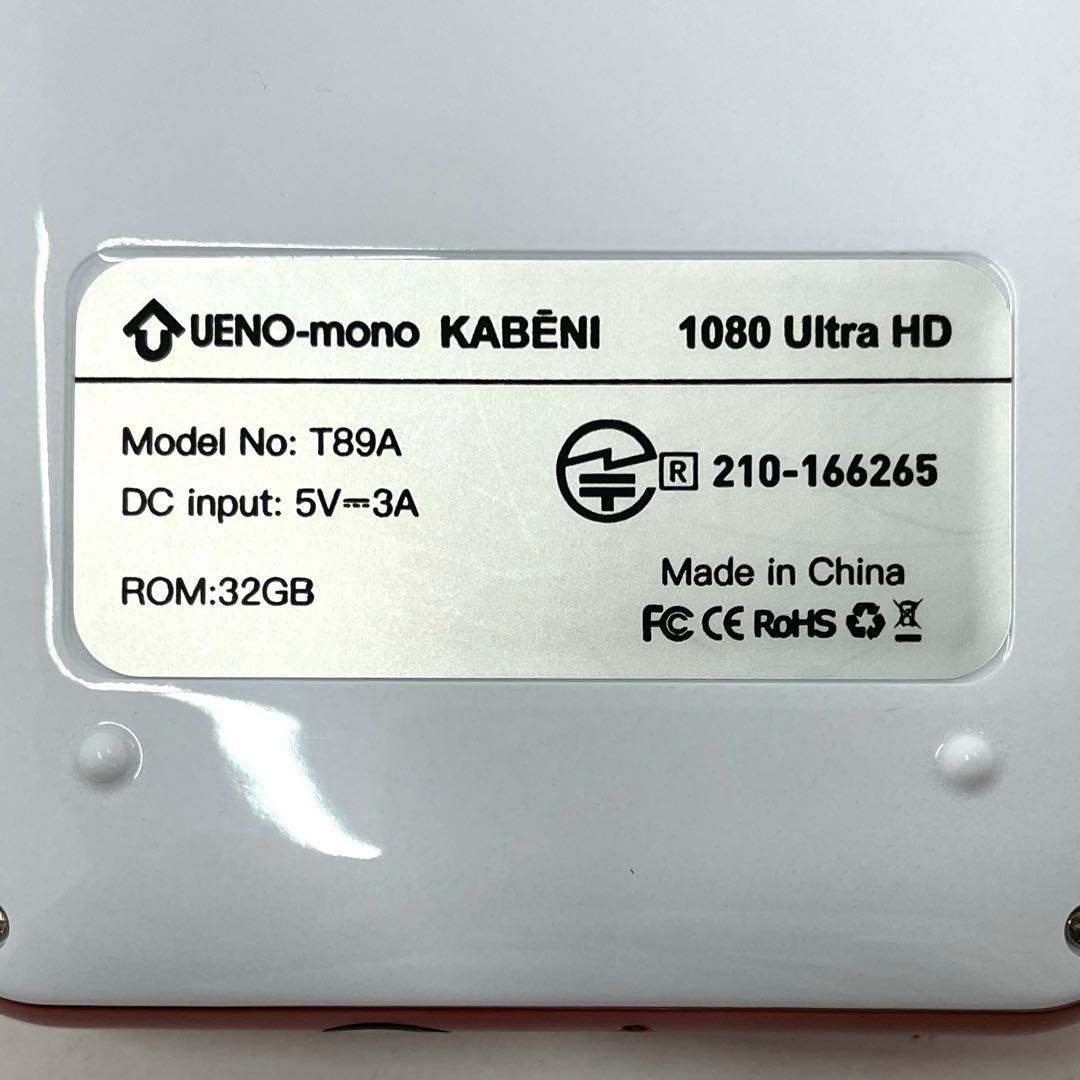 UENO-mono KABĒNI 1080 Ultra HD
Model No: T89A
DC input: 5V⎓3A
R 210-166265
ROM:32GB
Made in China
FC CE RoHS